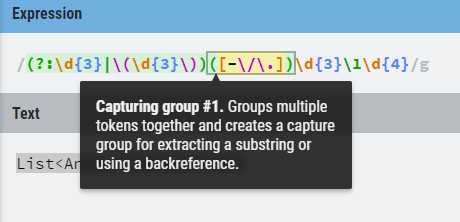 Expression
/(?:\d{3}|\(\d{3}\))([-\/\.])\d{3}\1\d{4}/g
Capturing group #1. Groups multiple
tokens together and creates a capture
group for extracting a substring or
using a backreference.
Text
List<An